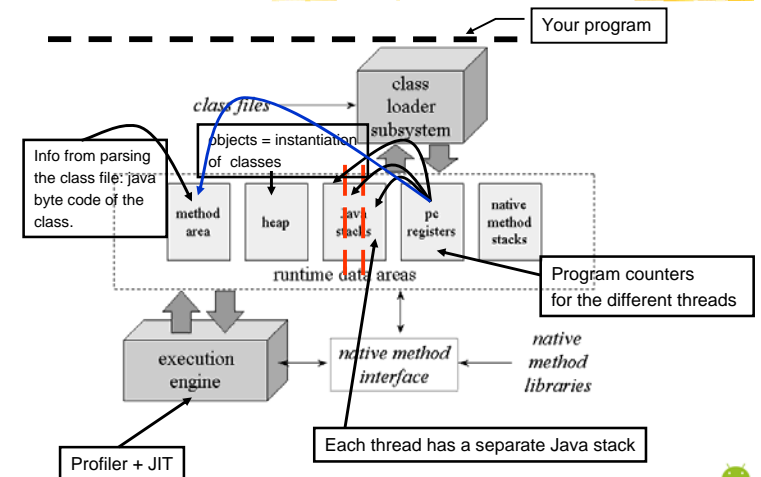 Your program
class
loader
subsystem
class files
objects = instantiation
of classes
Info from parsing
the class file: java
byte code of the
class.
method
area
heap
Java
stacks
pc
registers
native
method
stacks
runtime data areas
Program counters
for the different threads
execution
engine
native method
interface
native
method
libraries
Each thread has a separate Java stack
Profiler + JIT